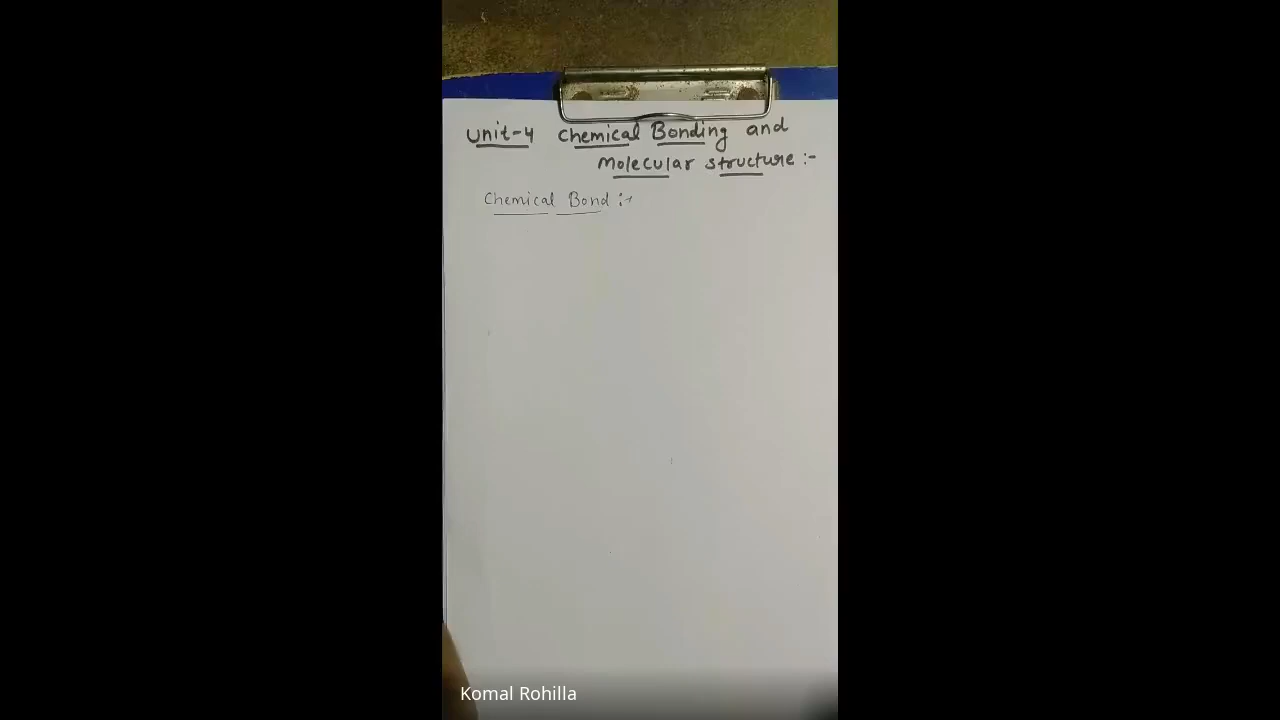 Unit-4 Chemical Bonding and
Molecular structure :-
Chemical Bond :-
Komal Rohilla